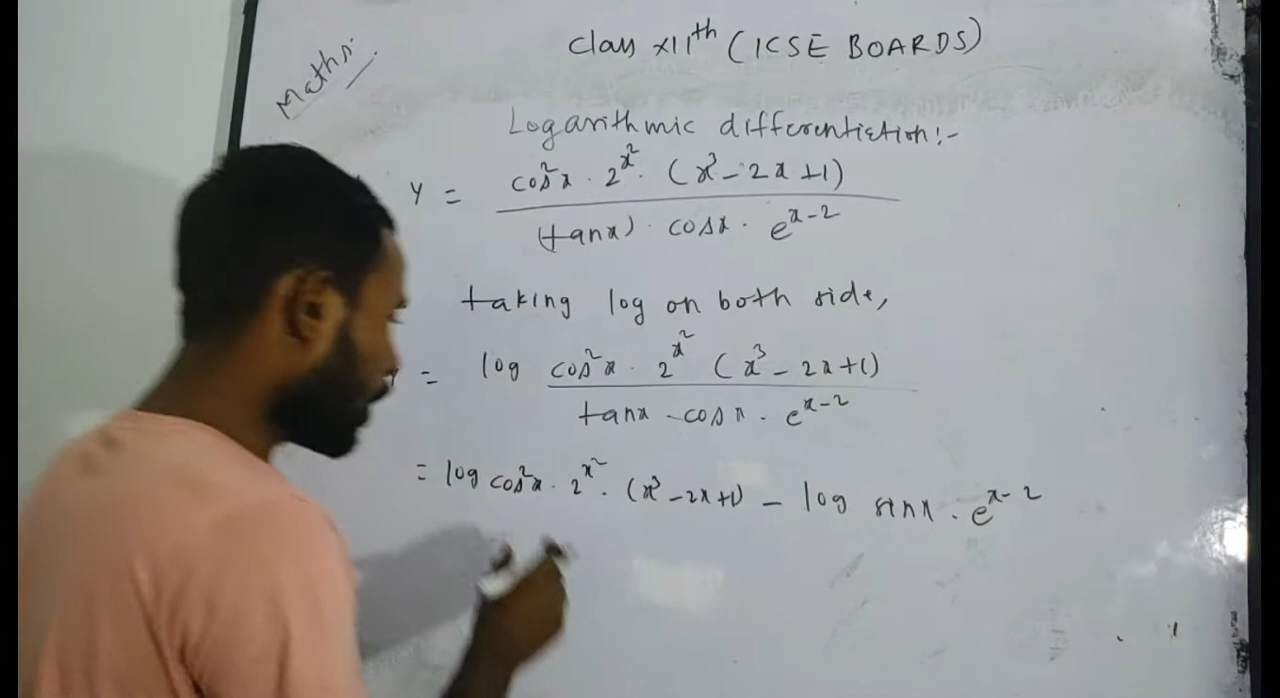 Maths:
Class XIIth (ICSE BOARDS)
Logarithmic differentiation:-
Y = cos²x · 2^x² · (x³ - 2x + 1) / (tanx) · cosx · e^x-2
taking log on both side,
= log cos²x · 2^x² (x³ - 2x + 1) / tanx - cosx · e^x-2
= log cos²x · 2^x² · (x³ - 2x + 1) - log sinx · e^x-2